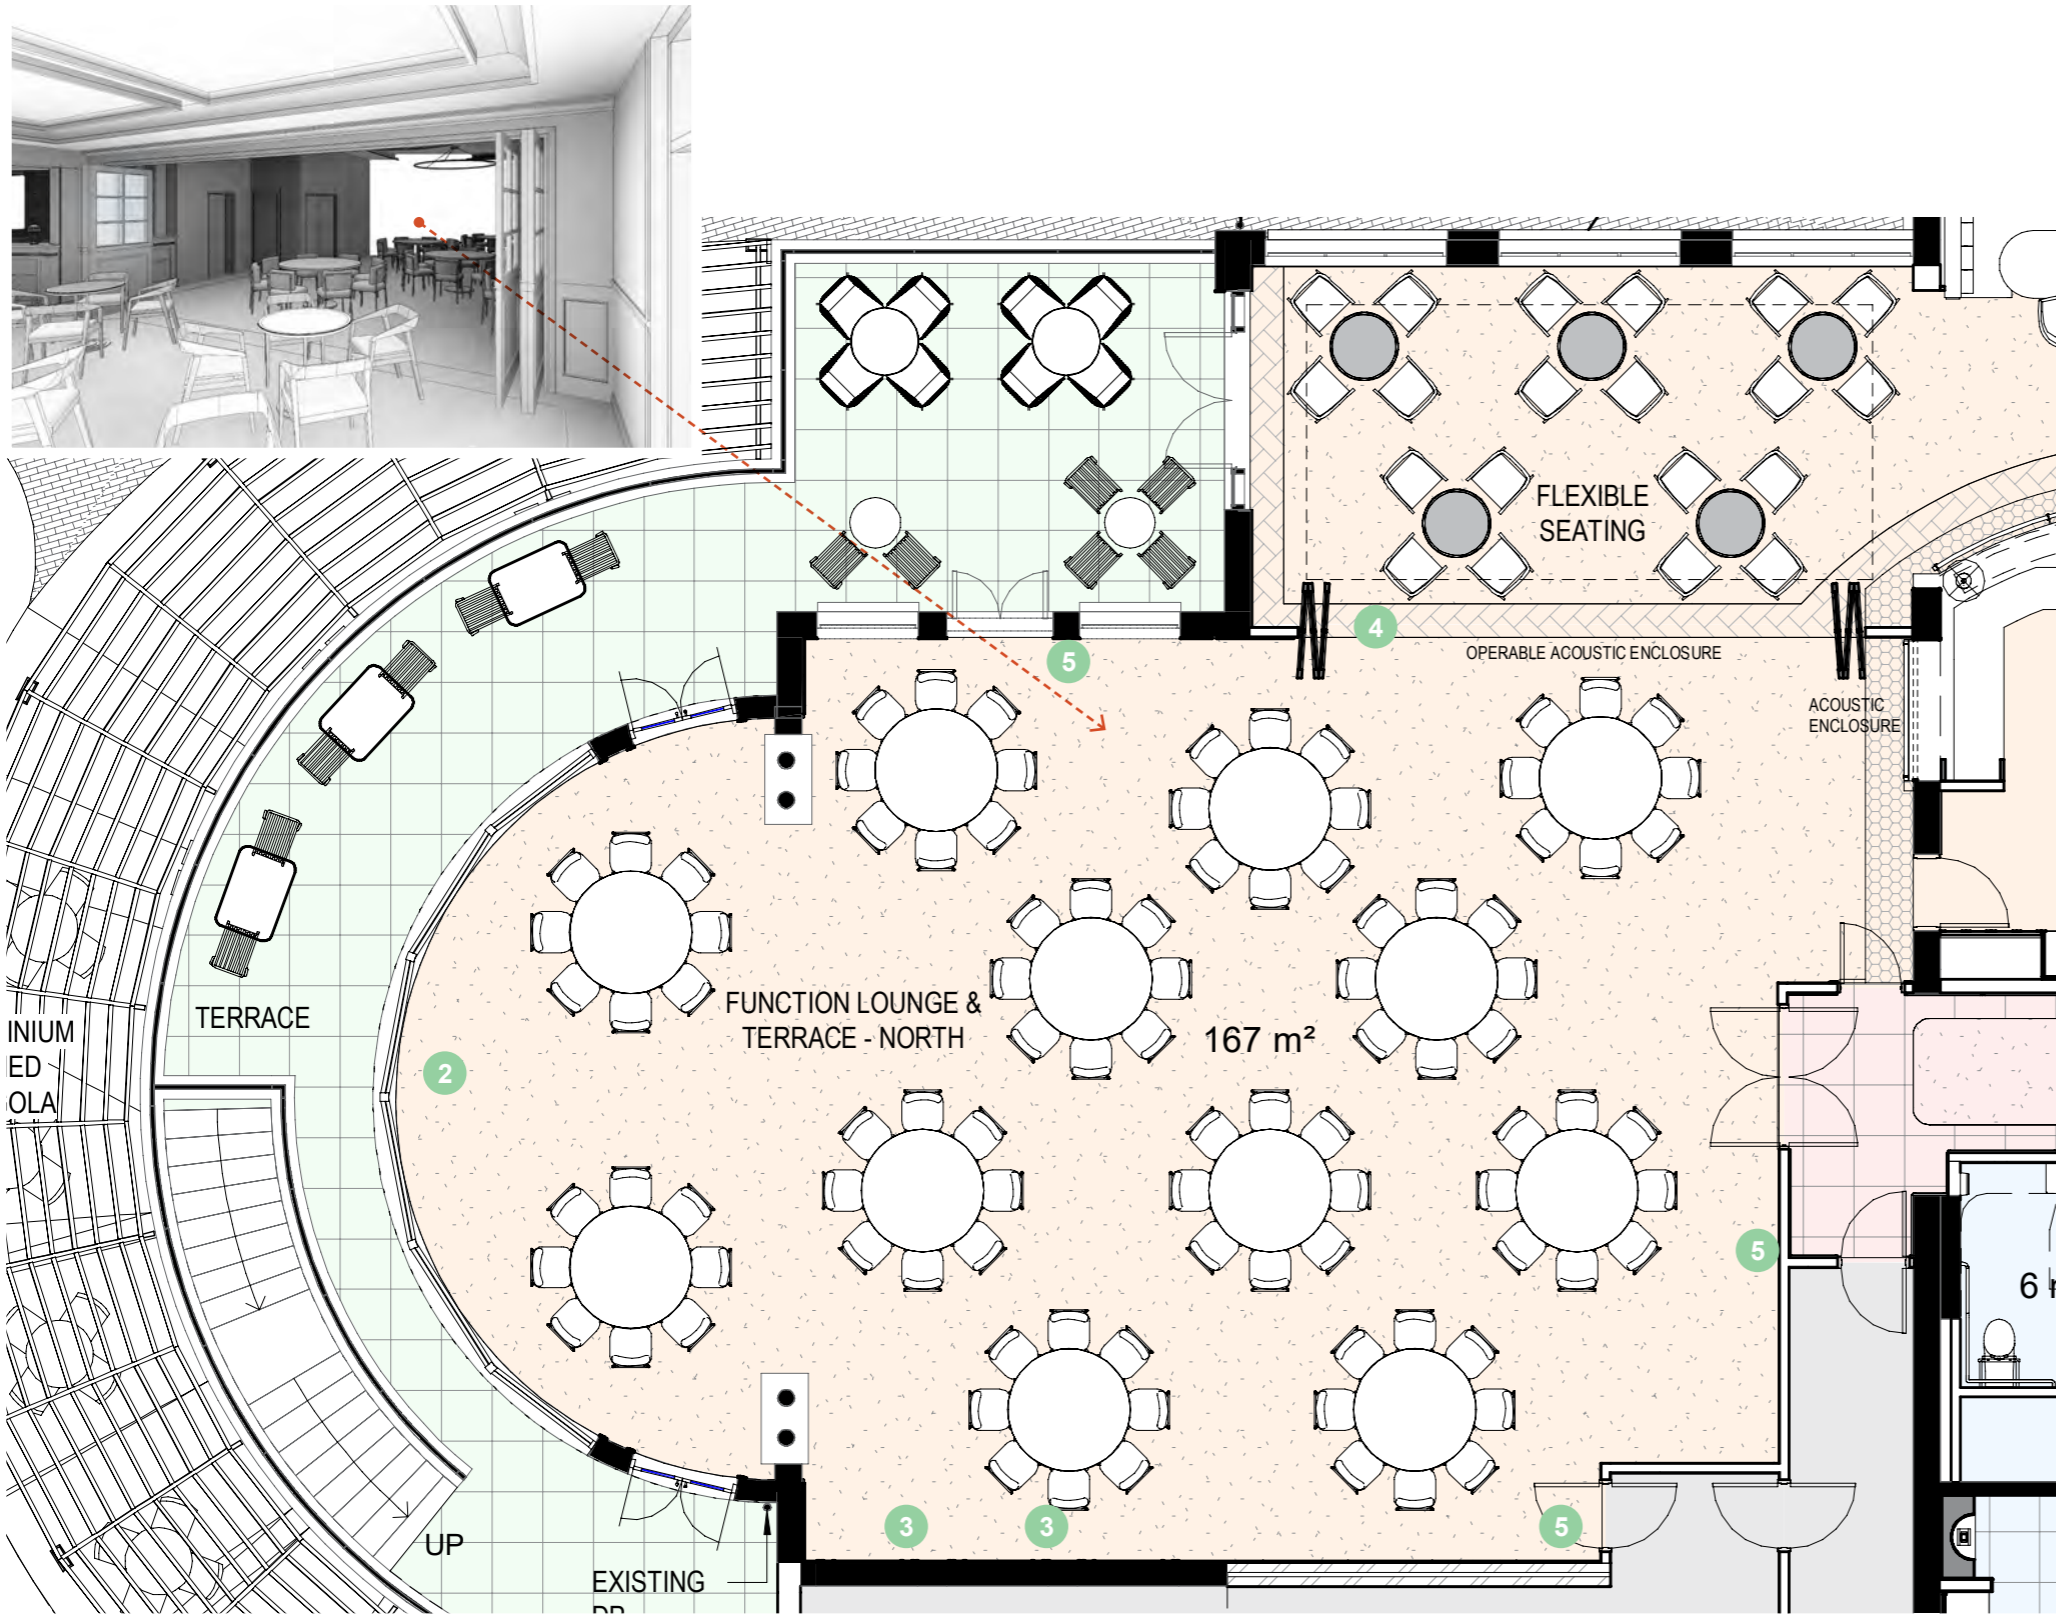 FLEXIBLE
SEATING
4
OPERABLE ACOUSTIC ENCLOSURE
5
ACOUSTIC
ENCLOSURE
TERRACE
FUNCTION LOUNGE &
TERRACE - NORTH
167 m²
INIUM
ED
OLA
2
5
6
3
3
5
UP
EXISTING